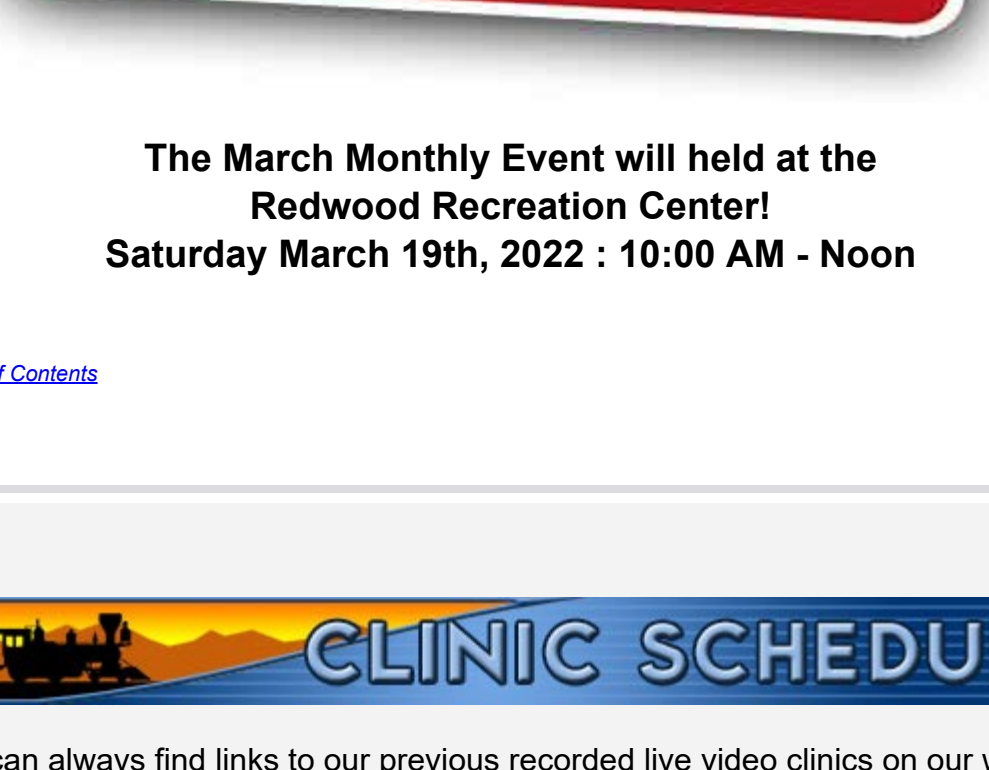 The March Monthly Event will held at the
Redwood Recreation Center!
Saturday March 19th, 2022 : 10:00 AM - Noon
f Contents
CLINIC SCHEDU
can always find links to our previous recorded live video clinics on our w